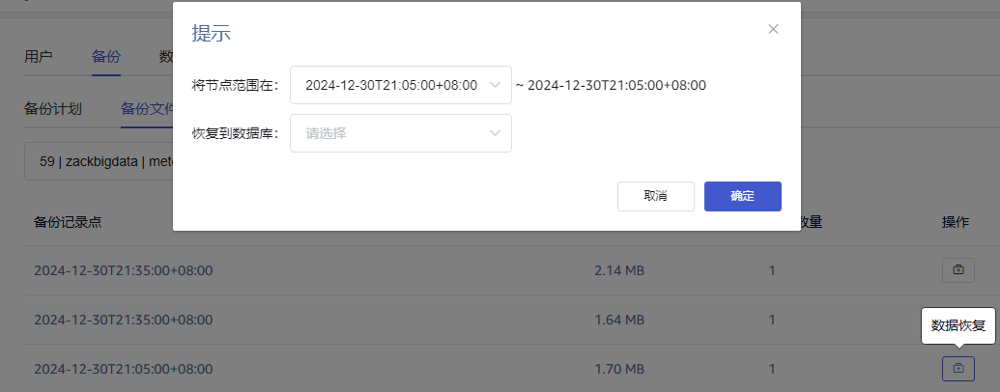 提示
用户 备份 数
将节点范围在： 2024-12-30T21:05:00+08:00 ~ 2024-12-30T21:05:00+08:00
备份计划 备份文件
恢复到数据库： 请选择
59 | zackbigdata | mete
取消 确定
备份记录点 数量 操作
2024-12-30T21:35:00+08:00 2.14 MB 1
2024-12-30T21:35:00+08:00 1.64 MB 1
数据恢复
2024-12-30T21:05:00+08:00 1.70 MB 1